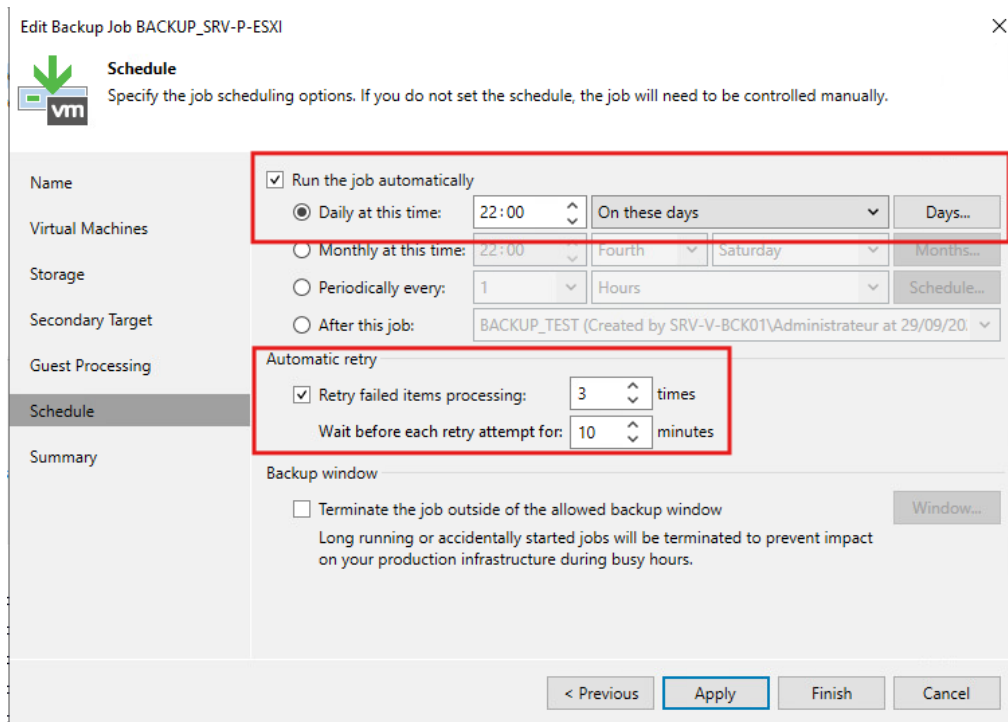 Edit Backup Job BACKUP_SRV-P-ESXI
Schedule
Specify the job scheduling options. If you do not set the schedule, the job will need to be controlled manually.
vm
Name
Virtual Machines
Storage
Secondary Target
Guest Processing
Schedule
Summary
Run the job automatically
Daily at this time: 22:00 On these days Days...
Monthly at this time: 22:00 Fourth Saturday Months...
Periodically every: 1 Hours Schedule...
After this job: BACKUP_TEST (Created by SRV-V-BCK01\Administrateur at 29/09/20.
Automatic retry
Retry failed items processing: 3 times
Wait before each retry attempt for: 10 minutes
Backup window
Terminate the job outside of the allowed backup window Window...
Long running or accidentally started jobs will be terminated to prevent impact
on your production infrastructure during busy hours.
< Previous Apply Finish Cancel